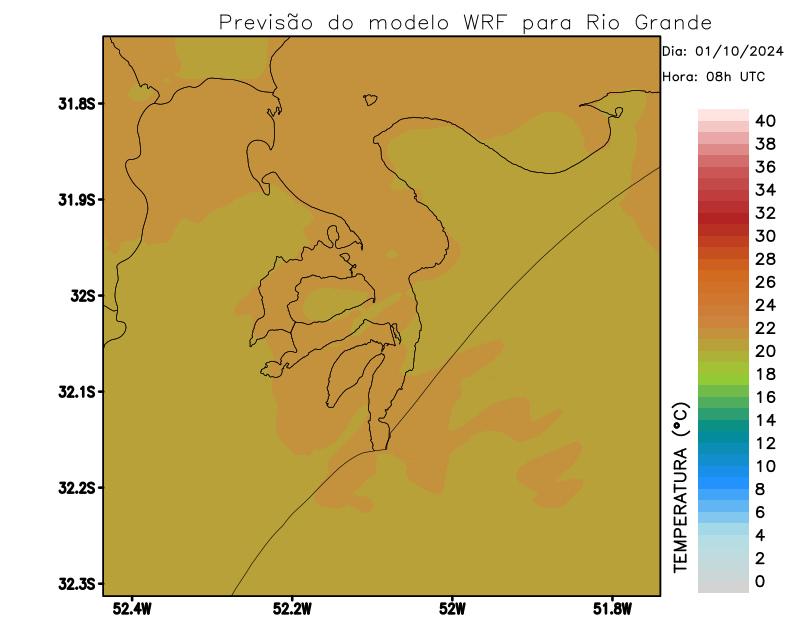 Previsão do modelo WRF para Rio Grande
Dia: 01/10/2024
Hora: 08h UTC
31.8S
31.9S
32S
32.1S
32.2S
32.3S
52.4W
52.2W
52W
51.8W
TEMPERATURA (°C)
40
38
36
34
32
30
28
26
24
22
20
18
16
14
12
10
8
6
4
2
0